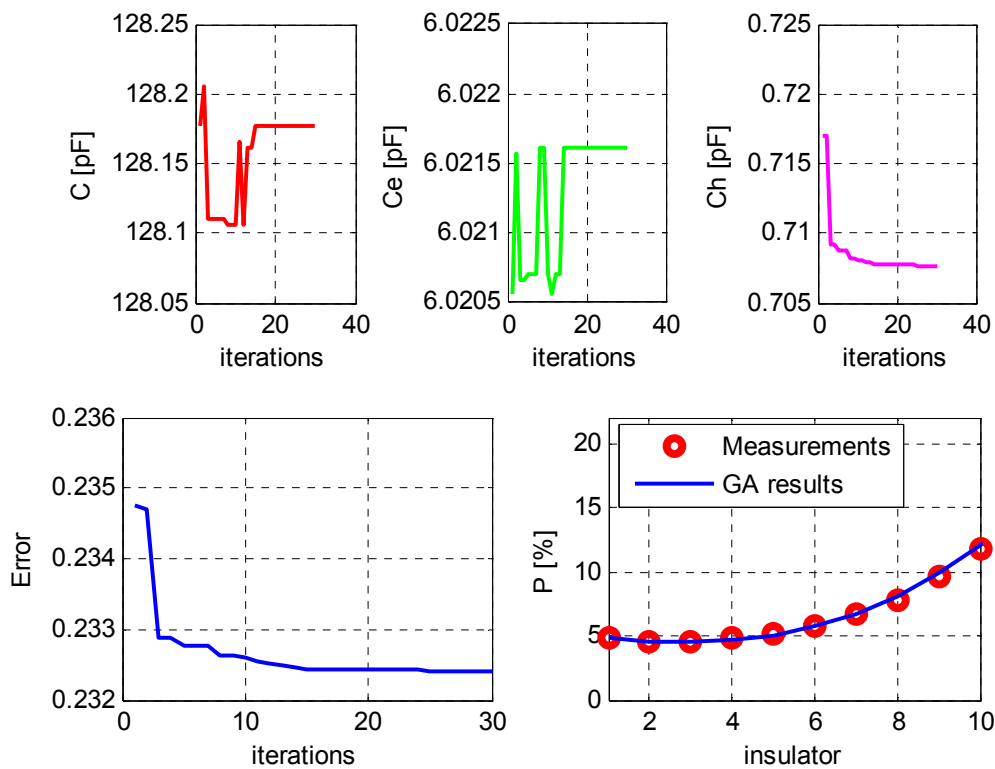 128.25
128.2
128.15
128.1
128.05
C [pF]
0 20 40
iterations
6.0225
6.022
6.0215
6.021
6.0205
Ce [pF]
0 20 40
iterations
0.725
0.72
0.715
0.71
0.705
Ch [pF]
0 20 40
iterations
0.236
0.235
0.234
0.233
0.232
Error
0 10 20 30
iterations
20
15
10
5
0
P [%]
Measurements
GA results
2 4 6 8 10
insulator